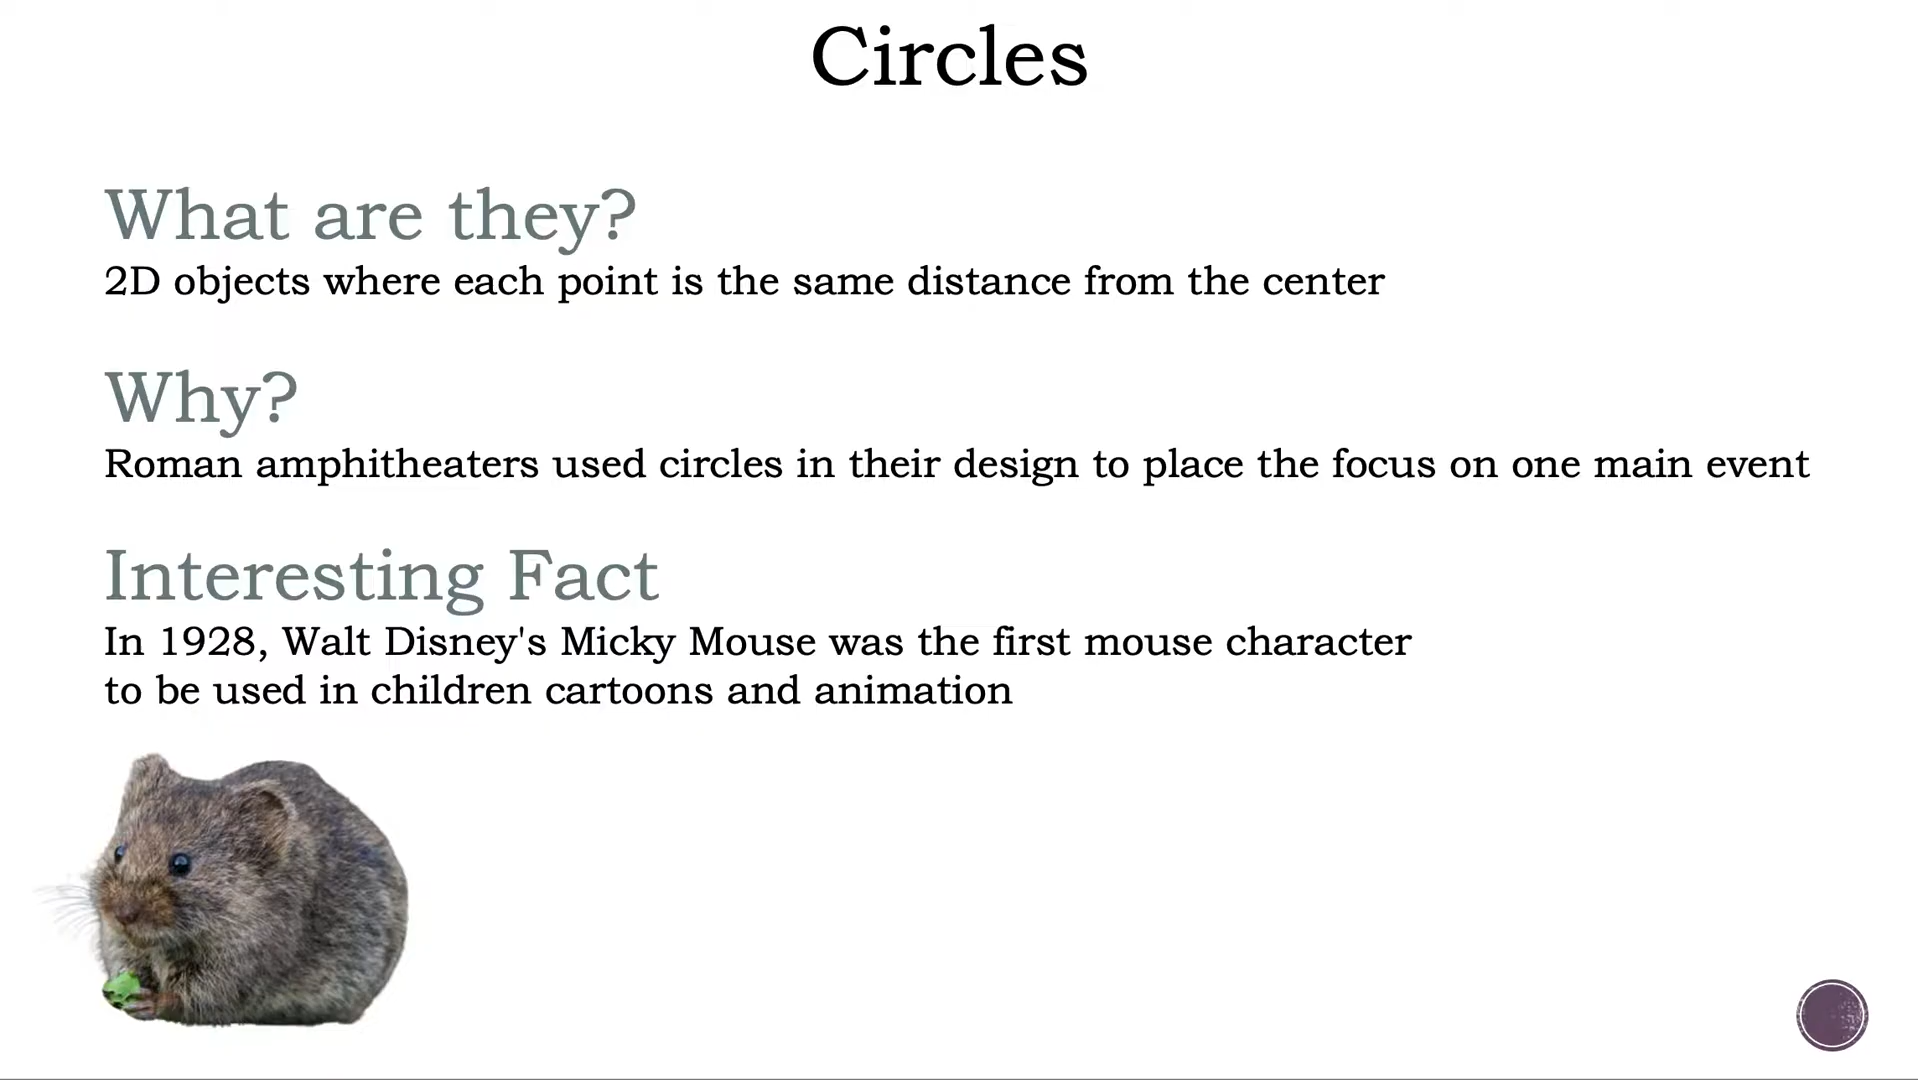 Circles
What are they?
2D objects where each point is the same distance from the center
Why?
Roman amphitheaters used circles in their design to place the focus on one main event
Interesting Fact
In 1928, Walt Disney's Micky Mouse was the first mouse character
to be used in children cartoons and animation